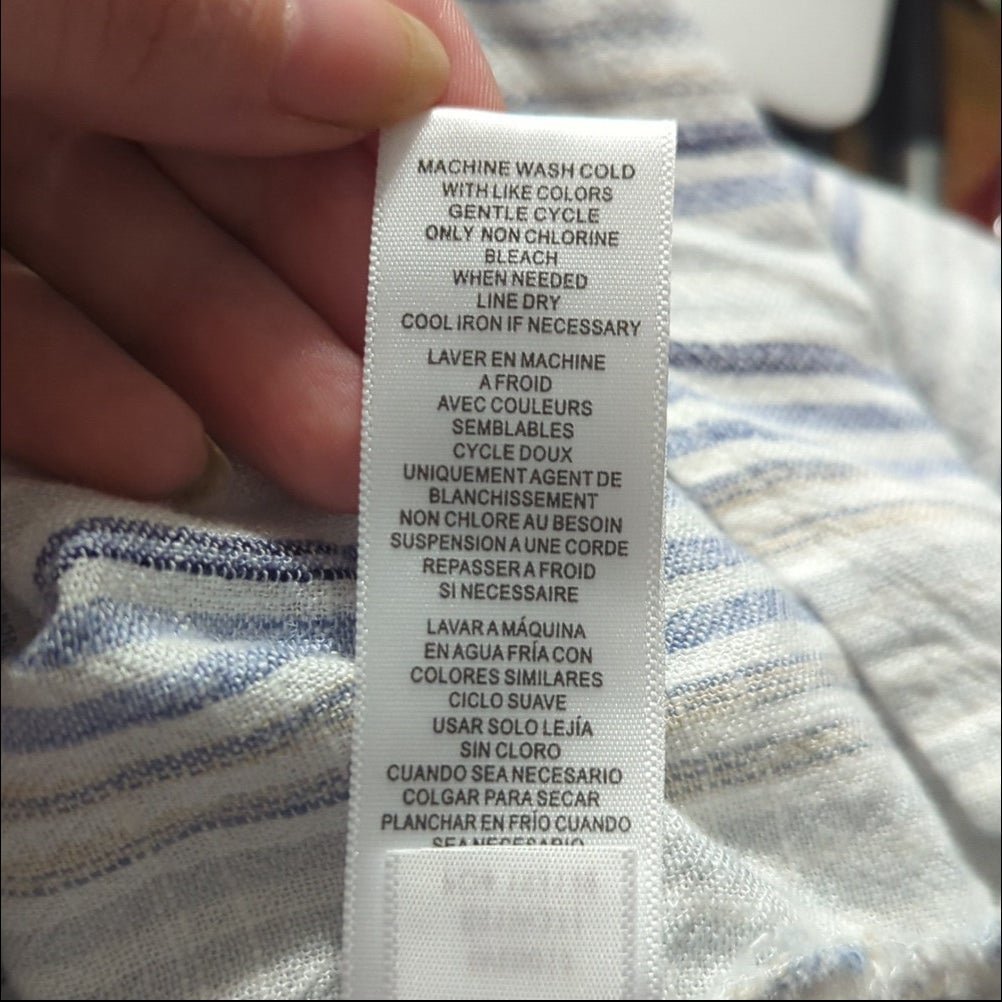 MACHINE WASH COLD
WITH LIKE COLORS
GENTLE CYCLE
ONLY NON CHLORINE
BLEACH
WHEN NEEDED
LINE DRY
COOL IRON IF NECESSARY
LAVER EN MACHINE
A FROID
AVEC COULEURS
SEMBLABLES
CYCLE DOUX
UNIQUEMENT AGENT DE
BLANCHISSEMENT
NON CHLORE AU BESOIN
SUSPENSION A UNE CORDE
REPASSER A FROID
SI NECESSAIRE
LAVAR A MÁQUINA
EN AGUA FRÍA CON
COLORES SIMILARES
CICLO SUAVE
USAR SOLO LEJÍA
SIN CLORO
CUANDO SEA NECESARIO
COLGAR PARA SECAR
PLANCHAR EN FRÍO CUANDO
SEA NECESARIO